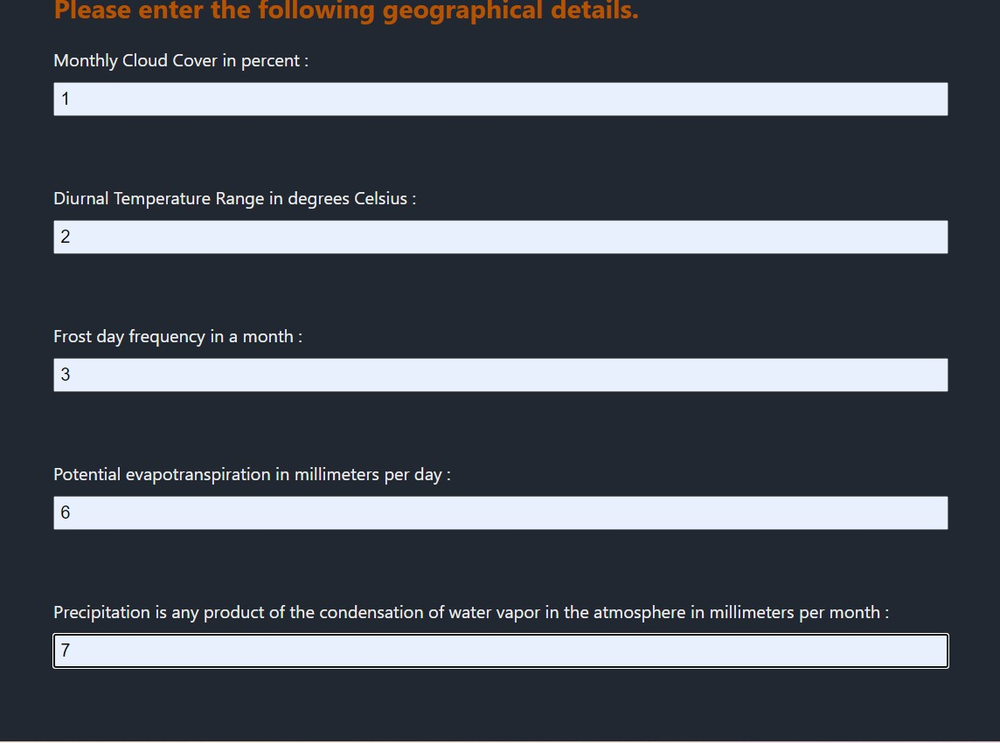 Please enter the following geographical details.
Monthly Cloud Cover in percent :
1
Diurnal Temperature Range in degrees Celsius :
2
Frost day frequency in a month :
3
Potential evapotranspiration in millimeters per day :
6
Precipitation is any product of the condensation of water vapor in the atmosphere in millimeters per month :
7